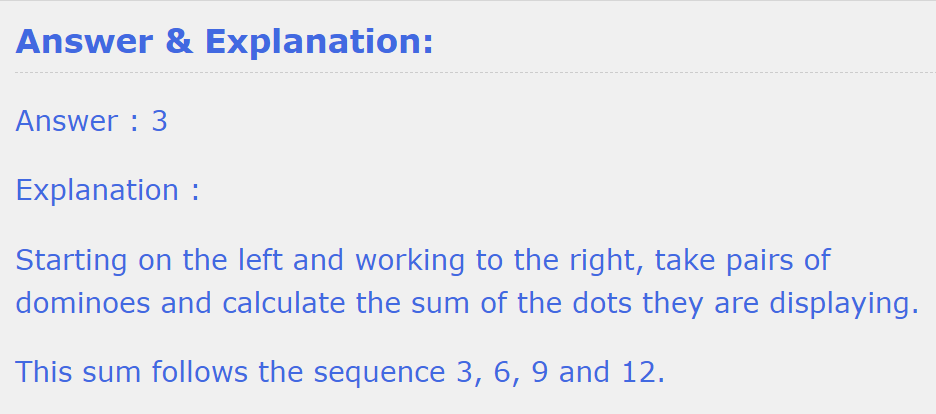 Answer & Explanation:
Answer : 3
Explanation :
Starting on the left and working to the right, take pairs of
dominoes and calculate the sum of the dots they are displaying.
This sum follows the sequence 3, 6, 9 and 12.